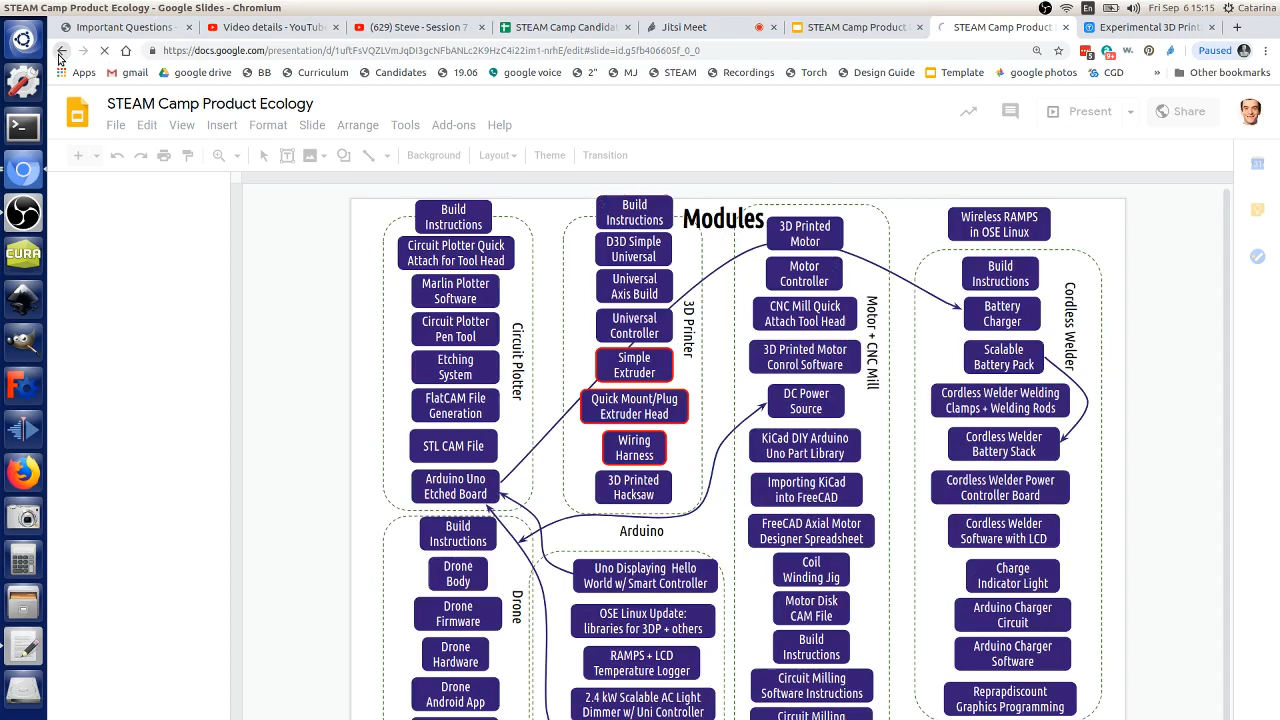 STEAM Camp Product Ecology - Google Slides - Chromium
En
Fri Sep 6 15:15
Catarina
Important Questions
Video details - YouTube
(639) Steve - Session 7
STEAM Camp Candidat
Jitsi Meet
STEAM Camp Product
STEAM Camp Product
Experimental 3D Print
https://docs.google.com/presentation/d/1uftFsVQZLVmJqDI3gcNFbANLc2K9HzC4i22im1-nrhE/edit#slide=id.g5fb406605f_0_0
Paused
Apps
gmail
google drive
BB
Curriculum
Candidates
19.06
google voice
2"
MJ
STEAM
Recordings
Torch
Design Guide
Template
google photos
CGD
»
Other bookmarks
STEAM Camp Product Ecology
File
Edit
View
Insert
Format
Slide
Arrange
Tools
Add-ons
Help
Present
Share
Background
Layout
Theme
Transition
Modules
Build
Instructions
Circuit Plotter Quick
Attach for Tool Head
Marlin Plotter
Software
Circuit Plotter
Pen Tool
Etching
System
FlatCAM File
Generation
STL CAM File
Arduino Uno
Etched Board
Circuit Plotter
Build
Instructions
Drone
Body
Drone
Firmware
Drone
Hardware
Drone
Android App
Drone
Build
Instructions
D3D Simple
Universal
Universal
Axis Build
Universal
Controller
Simple
Extruder
Quick Mount/Plug
Extruder Head
Wiring
Harness
3D Printed
Hacksaw
3D Printer
Arduino
Uno Displaying Hello
World w/ Smart Controller
OSE Linux Update:
libraries for 3DP + others
RAMPS + LCD
Temperature Logger
2.4 kW Scalable AC Light
Dimmer w/ Uni Controller
3D Printed
Motor
Motor
Controller
CNC Mill Quick
Attach Tool Head
3D Printed Motor
Conrol Software
DC Power
Source
KiCad DIY Arduino
Uno Part Library
Importing KiCad
into FreeCAD
FreeCAD Axial Motor
Designer Spreadsheet
Coil
Winding Jig
Motor Disk
CAM File
Build
Instructions
Circuit Milling
Software Instructions
Circuit Milling
Motor + CNC Mill
Wireless RAMPS
in OSE Linux
Build
Instructions
Battery
Charger
Scalable
Battery Pack
Cordless Welder Welding
Clamps + Welding Rods
Cordless Welder
Battery Stack
Cordless Welder Power
Controller Board
Cordless Welder
Software with LCD
Charge
Indicator Light
Arduino Charger
Circuit
Arduino Charger
Software
Reprapdiscount
Graphics Programming
Cordless Welder
CURA